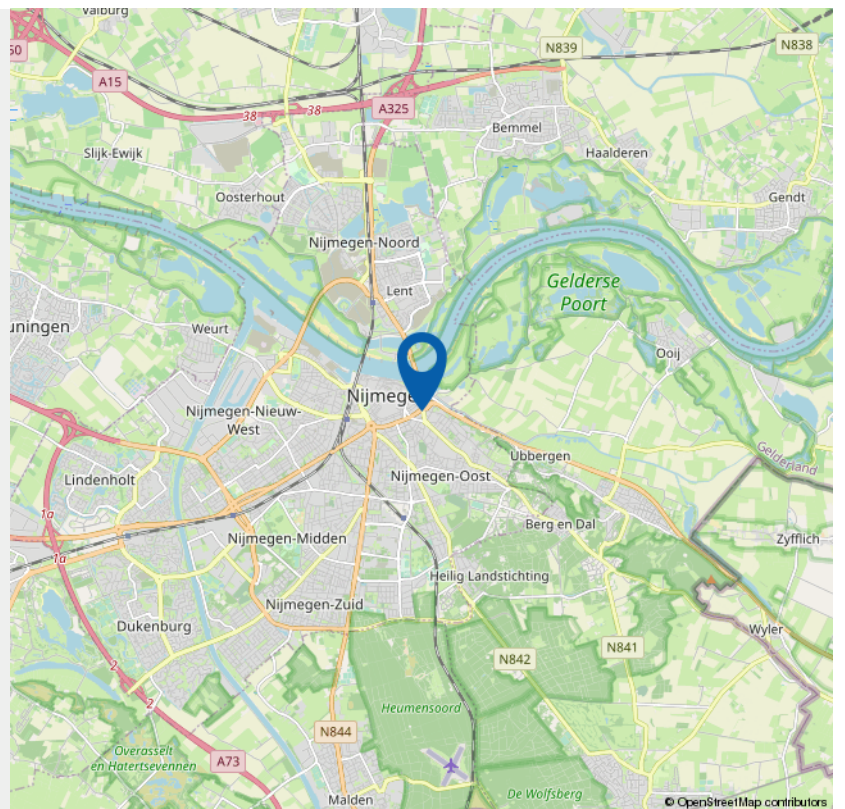 Valburg
N839
N838
50
A15
A325
38
38
Bemmel
Slijk-Ewijk
Haalderen
Oosterhout
Gendt
Nijmegen-Noord
Lent
Gelderse
Poort
uningen
Weurt
Ooij
Nijmege
Nijmegen-Nieuw-
West
Gelderland
Ubbergen
Lindenholt
Nijmegen-Oost
1a
Berg en Dal
Nijmegen-Midden
Zyfflich
1a
Heilig Landstichting
Nijmegen-Zuid
Dukenburg
Wyler
N841
N842
2
2
Heumensoord
N844
Overasselt
en Hatertsevennen
A73
De Wolfsberg
Malden
© OpenStreetMap contributors